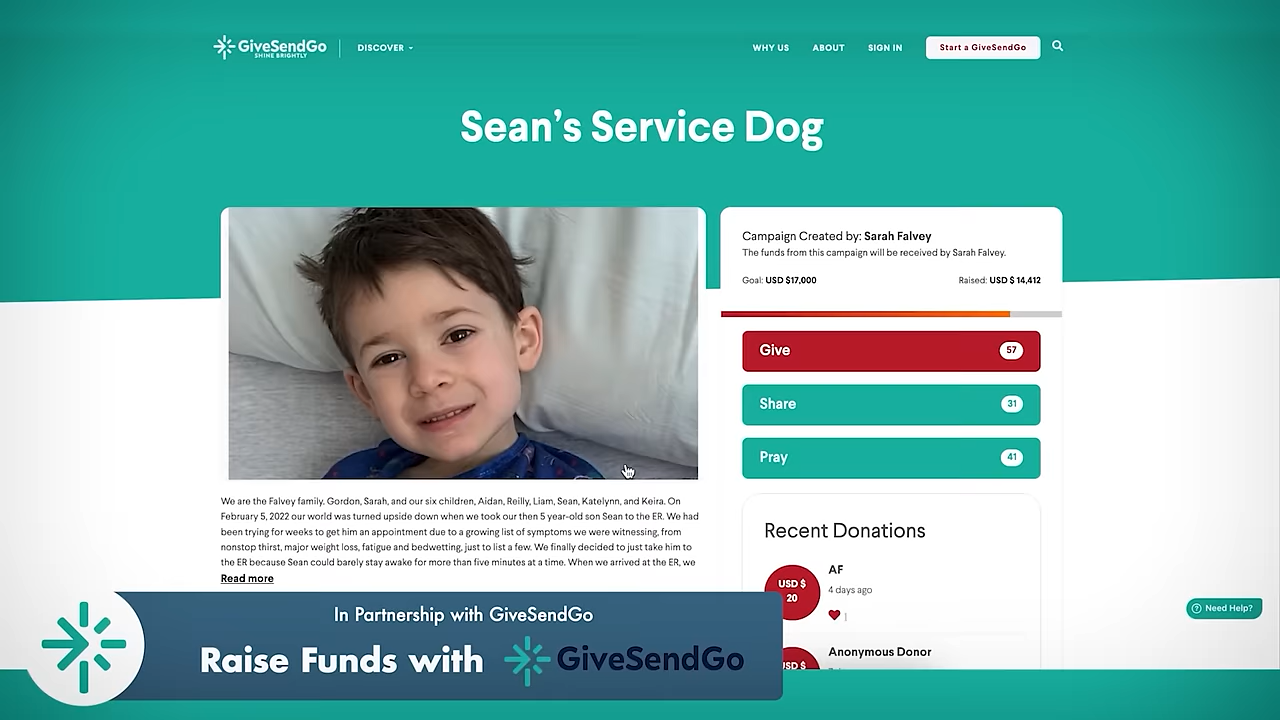 GiveSendGo
SHINE BRIGHTLY
DISCOVER
WHY US
ABOUT
SIGN IN
Start a GiveSendGo
Sean's Service Dog
Campaign Created by: Sarah Falvey
The funds from this campaign will be received by Sarah Falvey.
Goal: USD $17,000
Raised: USD $ 14,412
Give
57
Share
31
Pray
41
We are the Falvey family. Gordon, Sarah, and our six children, Aidan, Reilly, Liam, Sean, Katelynn, and Keira. On
February 5, 2022 our world was turned upside down when we took our then 5 year-old son Sean to the ER. We had
been trying for weeks to get him an appointment due to a growing list of symptoms we were witnessing, from
nonstop thirst, major weight loss, fatigue and bedwetting, just to list a few. We finally decided to just take him to
the ER because Sean could barely stay awake for more than five minutes at a time. When we arrived at the ER, we
Read more
Recent Donations
USD $
20
AF
4 days ago
1
USD $
Anonymous Donor
Need Help?
In Partnership with GiveSendGo
Raise Funds with GiveSendGo